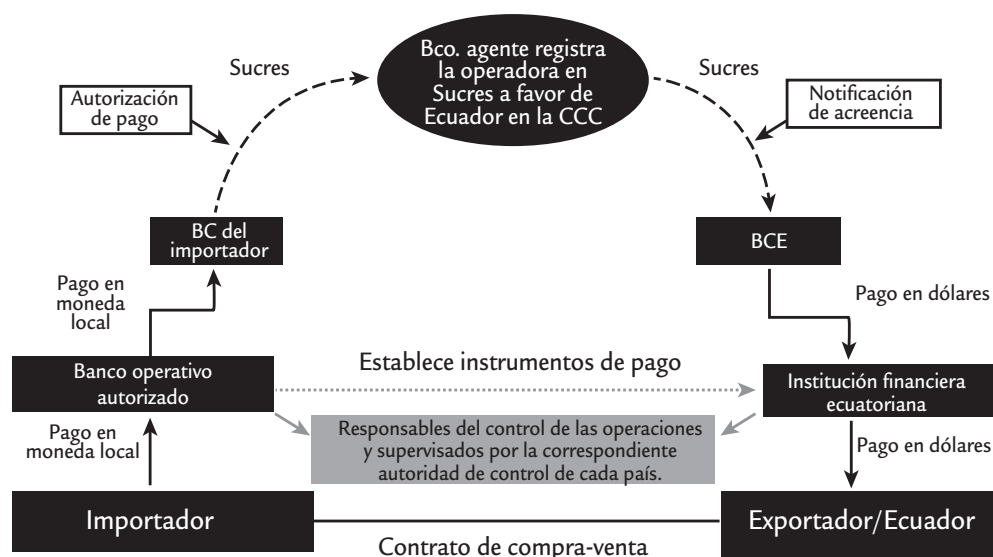 Bco. agente registra
la operadora en
Sucres a favor de
Ecuador en la CCC
Sucres
Sucres
Autorización
de pago
Notificación
de acreencia
BC del
importador
BCE
Pago en
moneda
local
Pago en dólares
Establece instrumentos de pago
Banco operativo
autorizado
Institución financiera
ecuatoriana
Responsables del control de las operaciones
y supervisados por la correspondiente
autoridad de control de cada país.
Pago en
moneda local
Pago en dólares
Importador
Exportador/Ecuador
Contrato de compra-venta